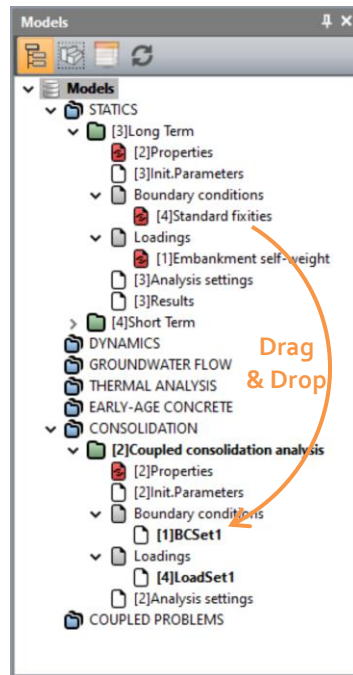 Models
Models
STATICS
[3]Long Term
[2]Properties
[3]Init.Parameters
Boundary conditions
[4]Standard fixities
Loadings
[1]Embankment self-weight
[3]Analysis settings
[3]Results
[4]Short Term
DYNAMICS
Drag
& Drop
GROUNDWATER FLOW
THERMAL ANALYSIS
EARLY-AGE CONCRETE
CONSOLIDATION
[2]Coupled consolidation analysis
[2]Properties
[2]Init.Parameters
Boundary conditions
[1]BCSet1
Loadings
[4]LoadSet1
[2]Analysis settings
COUPLED PROBLEMS